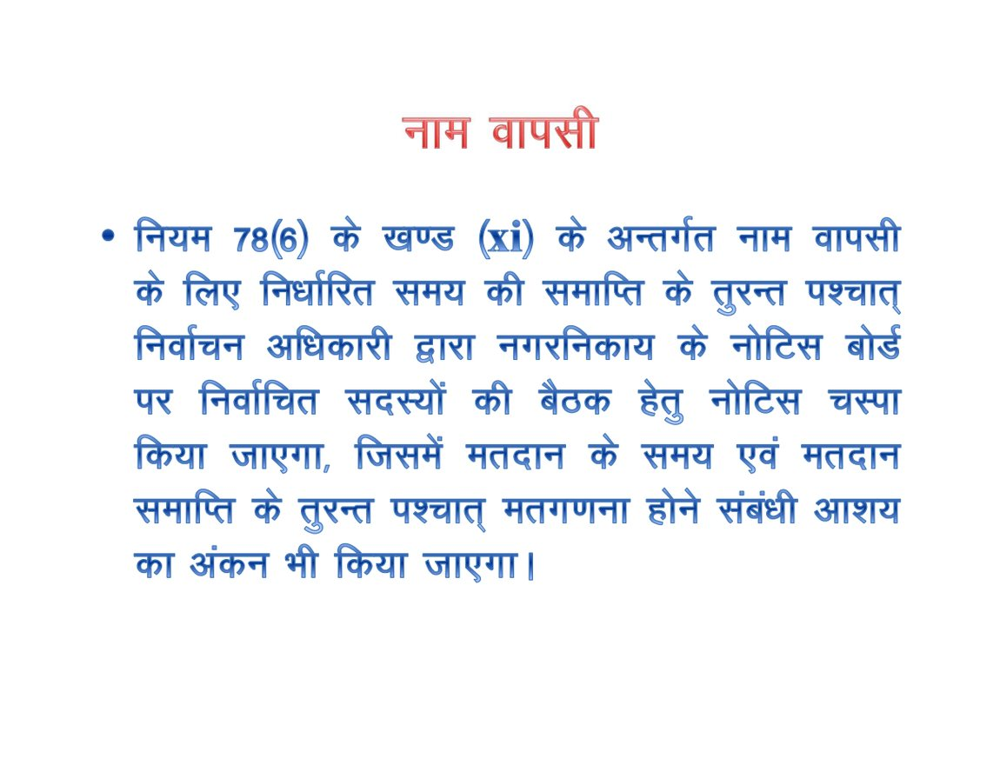 नाम वापसी
• नियम 78(6) के खण्ड (xi) के अन्तर्गत नाम वापसी
के लिए निर्धारित समय की समाप्ति के तुरन्त पश्चात्
निर्वाचन अधिकारी द्वारा नगरनिकाय के नोटिस बोर्ड
पर निर्वाचित सदस्यों की बैठक हेतु नोटिस चस्पा
किया जाएगा, जिसमें मतदान के समय एवं मतदान
समाप्ति के तुरन्त पश्चात् मतगणना होने संबंधी आशय
का अंकन भी किया जाएगा।